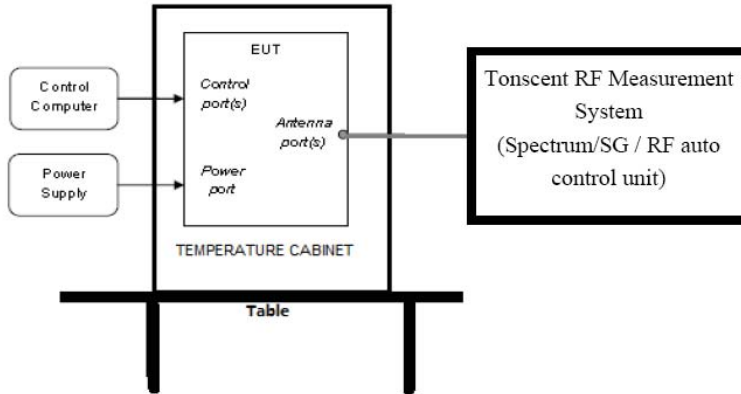 EUT
Control
Computer
Control
port(s)
Antenna
port(s)
Power
Supply
Power
port
TEMPERATURE CABINET
Table
Tonscent RF Measurement
System
(Spectrum/SG / RF auto
control unit)